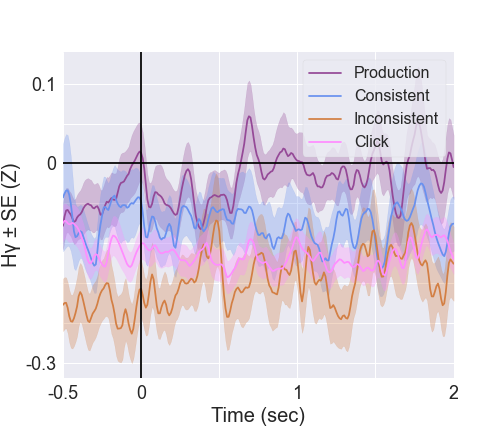 Production
Consistent
Inconsistent
Click
0.1
0
-0.3
Hγ ± SE (Z)
-0.5
0
1
2
Time (sec)